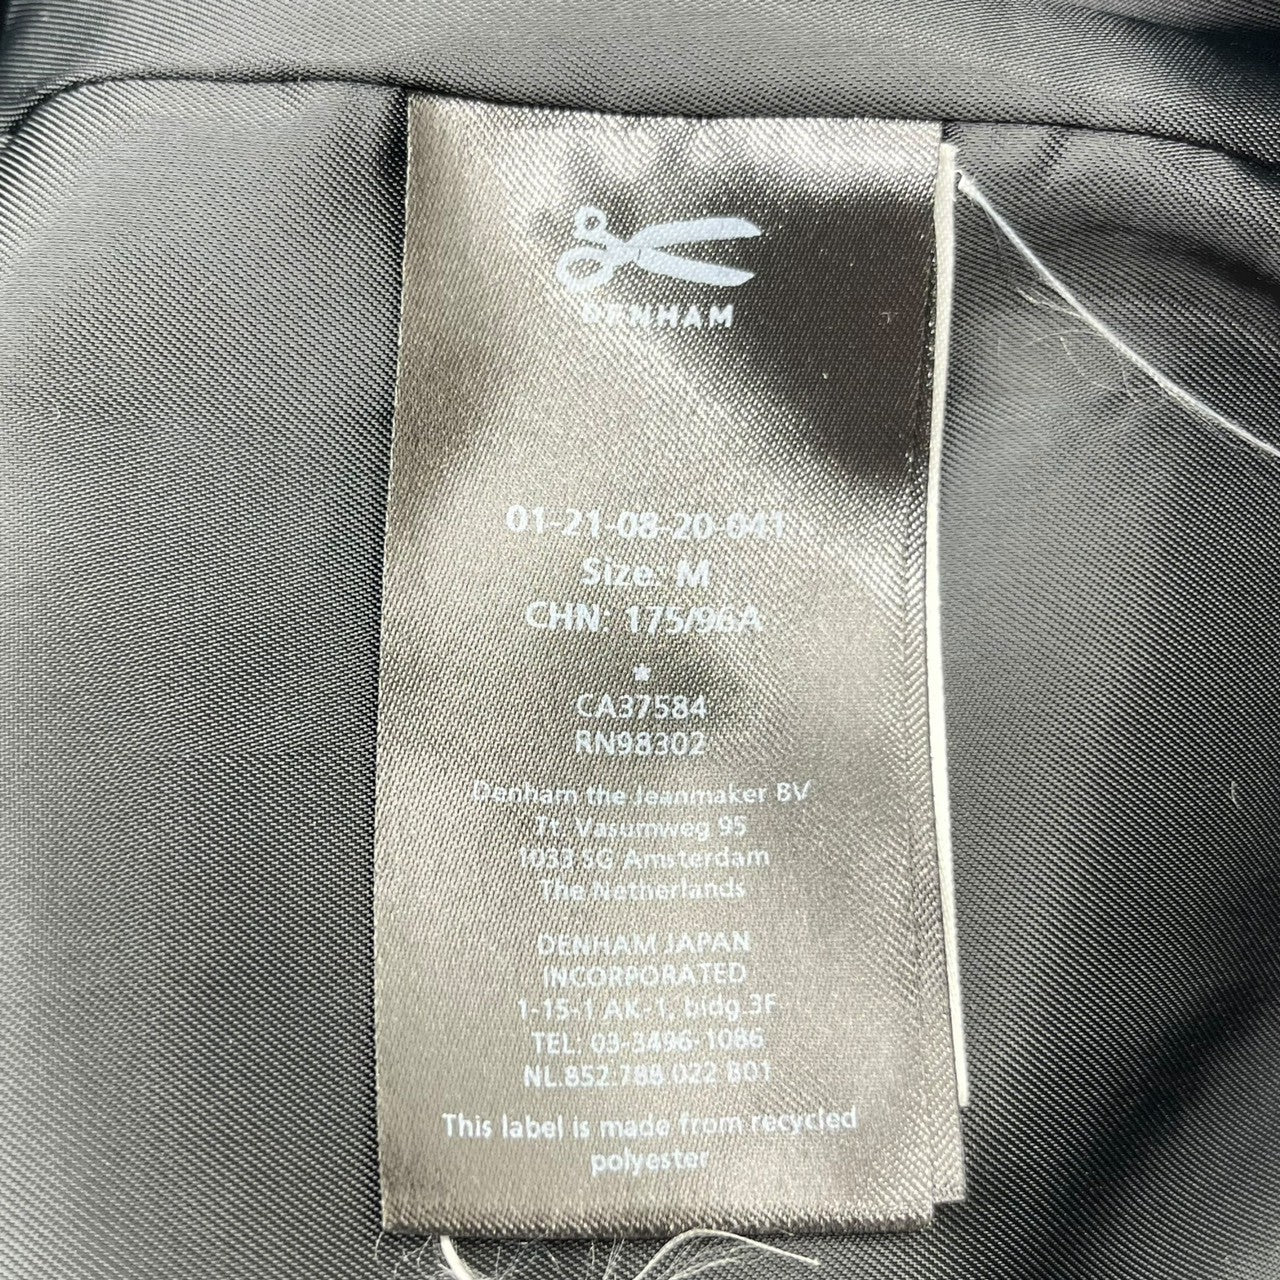 DENHAM
01-21-08-20-041
Size: M
CHN: 175/96A
*
CA37584
RN98302
Denham the Jeanmaker BV
Tt. Vasumweg 95
1033 SG Amsterdam
The Netherlands
DENHAM JAPAN
INCORPORATED
1-15-1 AK-1, bldg.3F
TEL: 03-3496-1086
NL.852.788.022 B01
This label is made from recycled
polyester